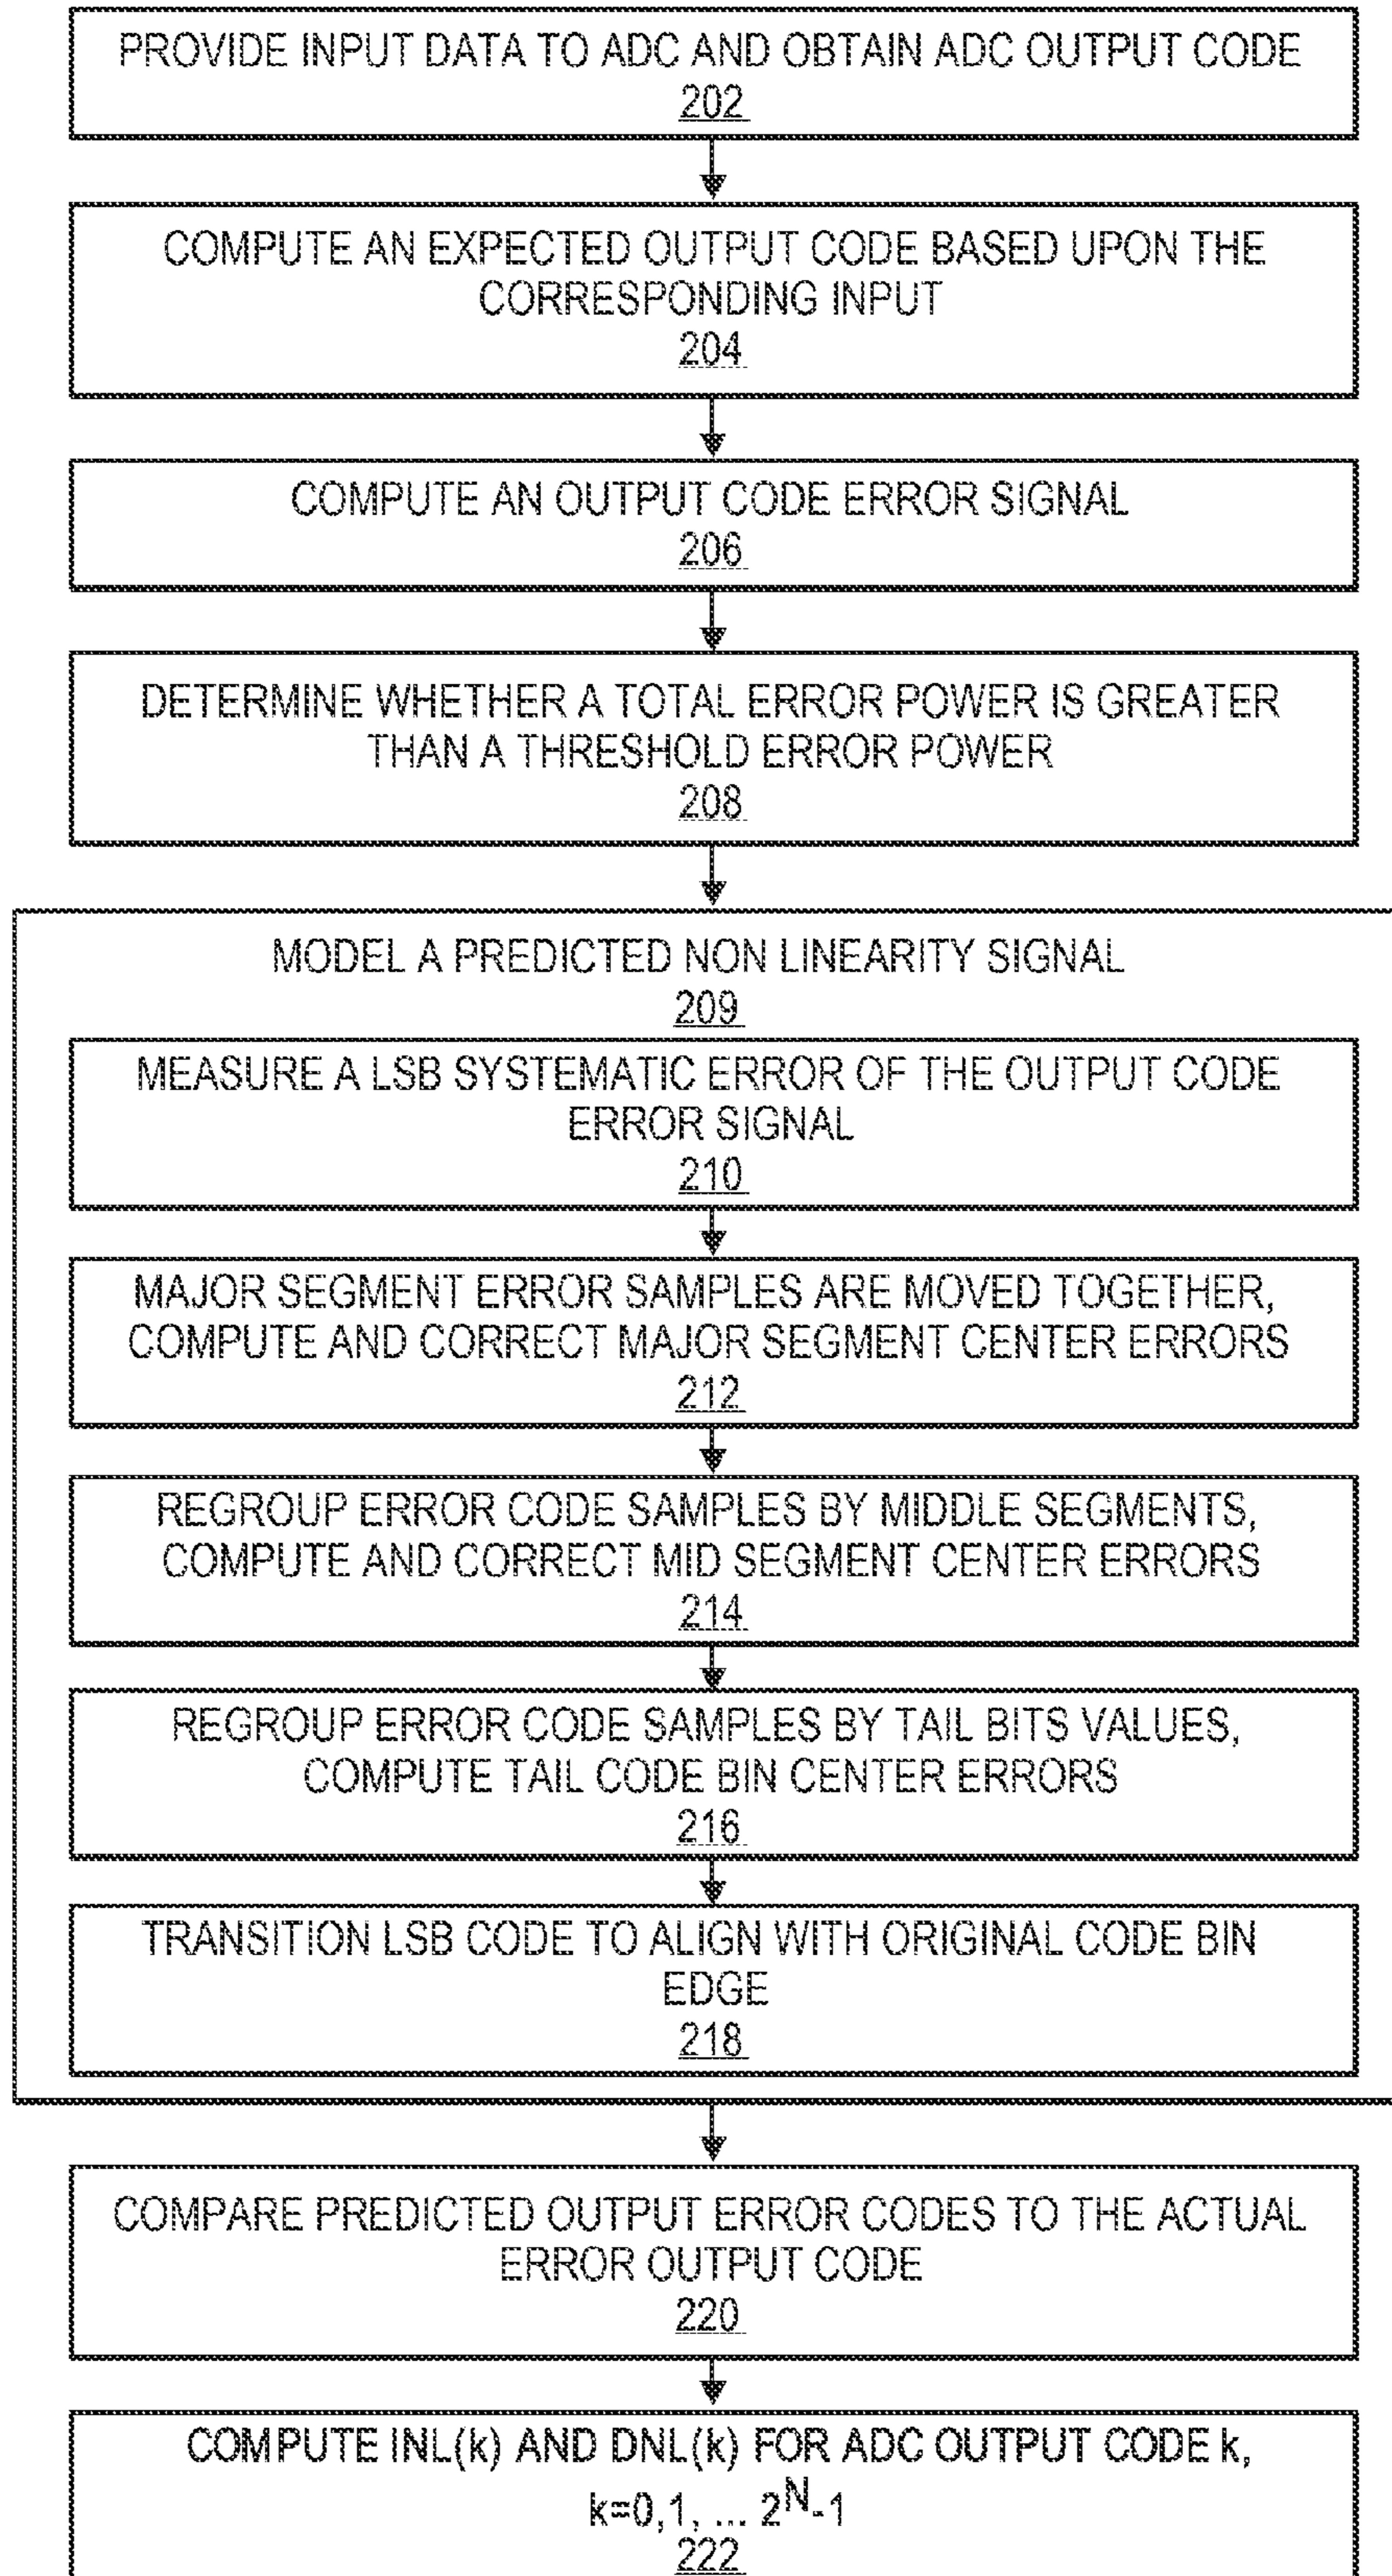 PROVIDE INPUT DATA TO ADC AND OBTAIN ADC OUTPUT CODE
202
COMPUTE AN EXPECTED OUTPUT CODE BASED UPON THE
CORRESPONDING INPUT
204
COMPUTE AN OUTPUT CODE ERROR SIGNAL
206
DETERMINE WHETHER A TOTAL ERROR POWER IS GREATER
THAN A THRESHOLD ERROR POWER
208
MODEL A PREDICTED NON LINEARITY SIGNAL
209
MEASURE A LSB SYSTEMATIC ERROR OF THE OUTPUT CODE
ERROR SIGNAL
210
MAJOR SEGMENT ERROR SAMPLES ARE MOVED TOGETHER,
COMPUTE AND CORRECT MAJOR SEGMENT CENTER ERRORS
212
REGROUP ERROR CODE SAMPLES BY MIDDLE SEGMENTS,
COMPUTE AND CORRECT MID SEGMENT CENTER ERRORS
214
REGROUP ERROR CODE SAMPLES BY TAIL BITS VALUES,
COMPUTE TAIL CODE BIN CENTER ERRORS
216
TRANSITION LSB CODE TO ALIGN WITH ORIGINAL CODE BIN
EDGE
218
COMPARE PREDICTED OUTPUT ERROR CODES TO THE ACTUAL
ERROR OUTPUT CODE
220
COMPUTE INL(k) AND DNL(k) FOR ADC OUTPUT CODE k,
k=0,1, ... 2^N-1
222